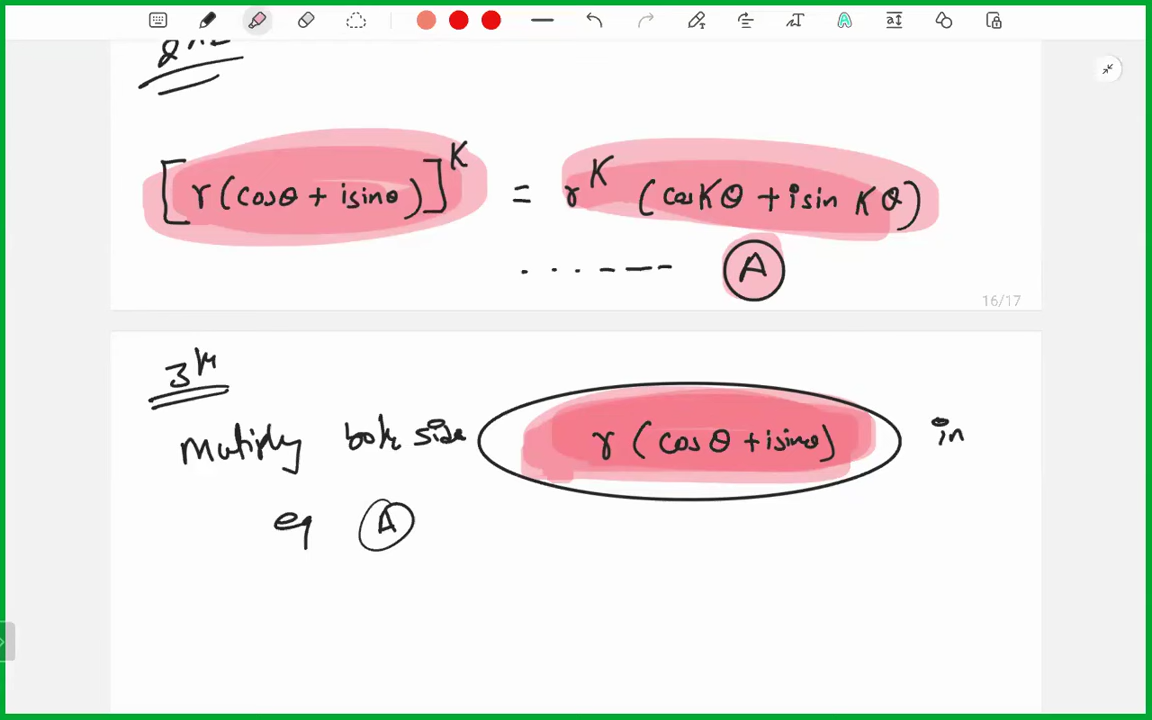 [r(cosθ + isinθ)]^K = r^K (cosKθ + isin Kθ)
. . . - - - A
16/17
3rd
Multiply both side r (cosθ + isinθ) in
eq A